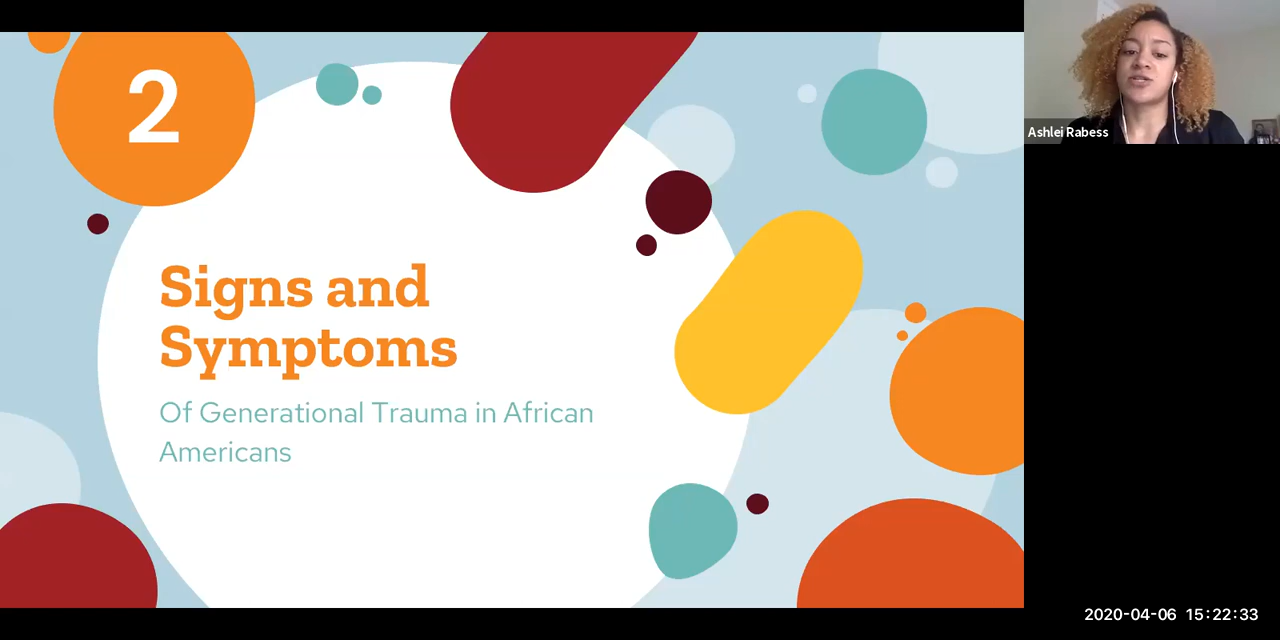 2
Signs and
Symptoms
Of Generational Trauma in African
Americans
Ashlei Rabess
2020-04-06 15:22:33